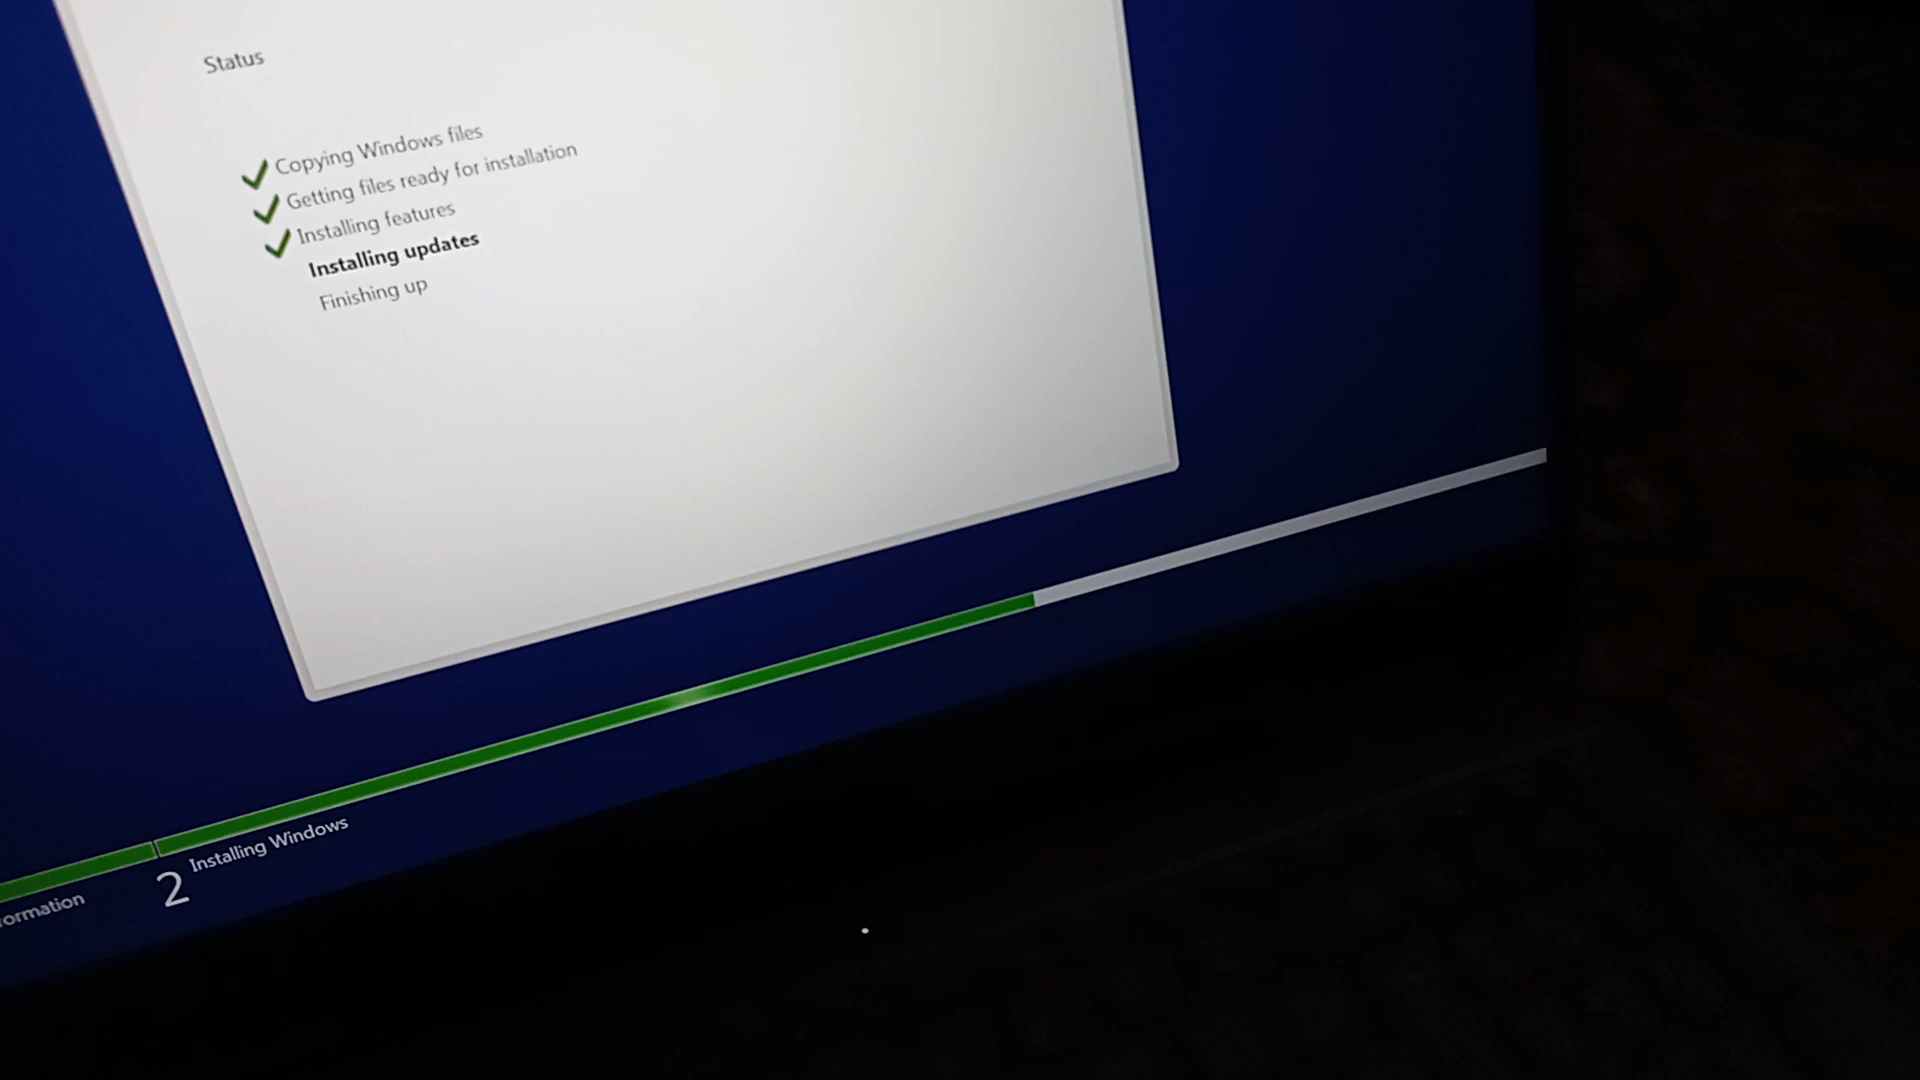 Status
Copying Windows files
Getting files ready for installation
Installing features
Installing updates
Finishing up
ormation
2 Installing Windows